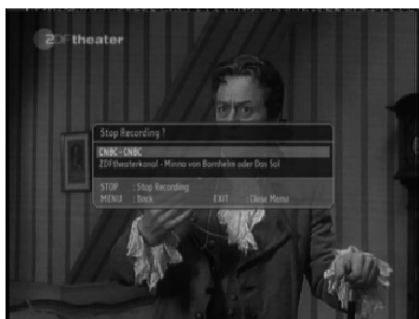 ZDFtheater
Stop Recording ?
CNBC - CNBC
ZDFtheaterkanal - Minna von Barnhelm oder Das Sol
STOP : Stop Recording
MENU : Back EXIT : Close Menu